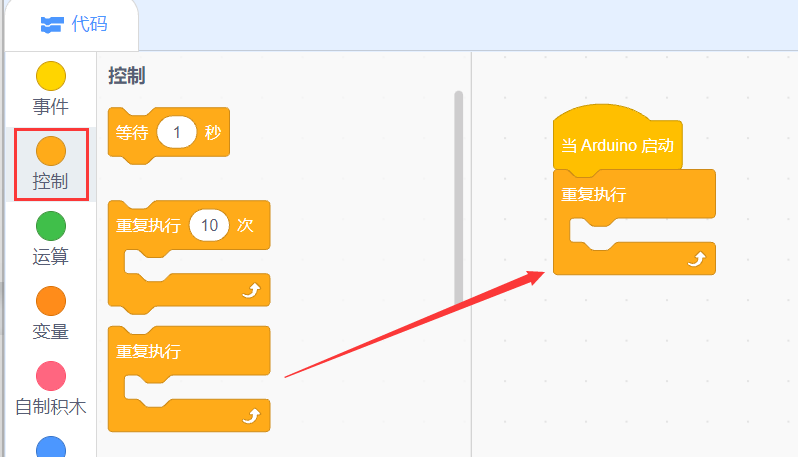 代码
事件
控制
运算
变量
自制积木
控制
等待 1 秒
重复执行 10 次
重复执行
当 Arduino 启动
重复执行